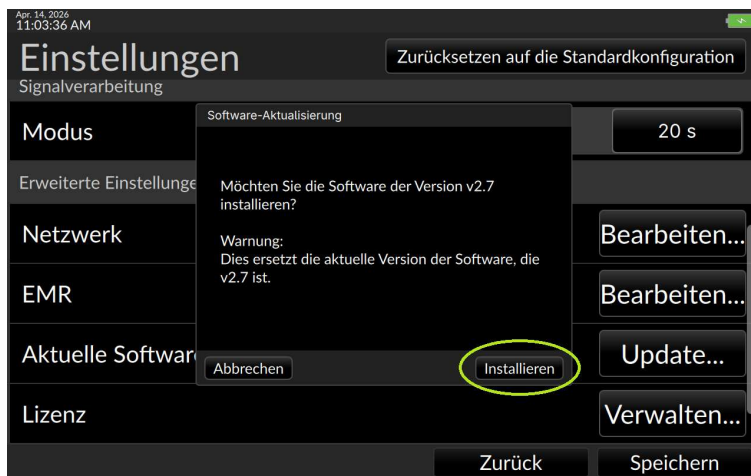 Apr. 14, 2026
11:03:36 AM
Einstellungen
Zurücksetzen auf die Standardkonfiguration
Signalverarbeitung
Modus
20 s
Software-Aktualisierung
Möchten Sie die Software der Version v2.7
installieren?
Warnung:
Dies ersetzt die aktuelle Version der Software, die
v2.7 ist.
Abbrechen
Installieren
Erweiterte Einstellunge
Netzwerk
Bearbeiten...
EMR
Bearbeiten...
Aktuelle Softwar
Update...
Lizenz
Verwalten...
Zurück
Speichern